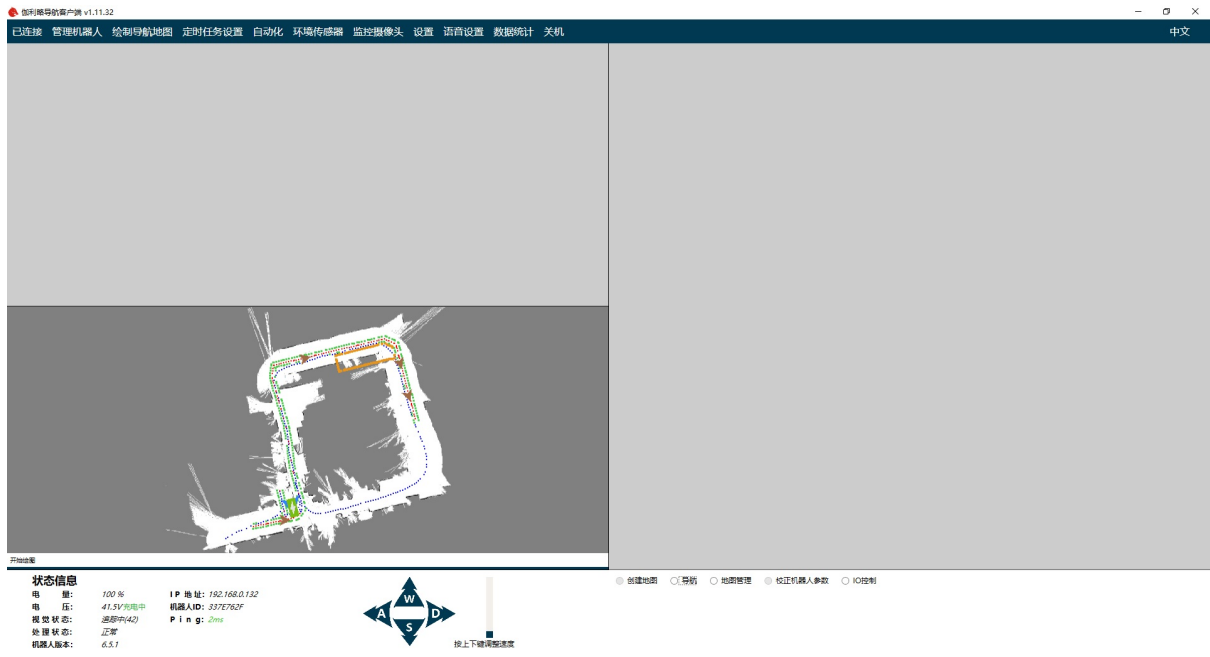 伽利略导航客户端 v1.11.32
已连接 管理机器人 绘制导航地图 定时任务设置 自动化 环境传感器 监控摄像头 设置 语音设置 数据统计 关机 中文
开始绘图
状态信息
电 量: 100 % IP 地址: 192.168.0.132
电 压: 41.5V充电中 机器人ID: 337E762F
视觉状态: 追踪中(42) Ping: 2ms
处理状态: 正常
机器人版本: 6.5.1
W
A D
S
按上下键调整速度
创建地图 导航 地图管理 校正机器人参数 IO控制